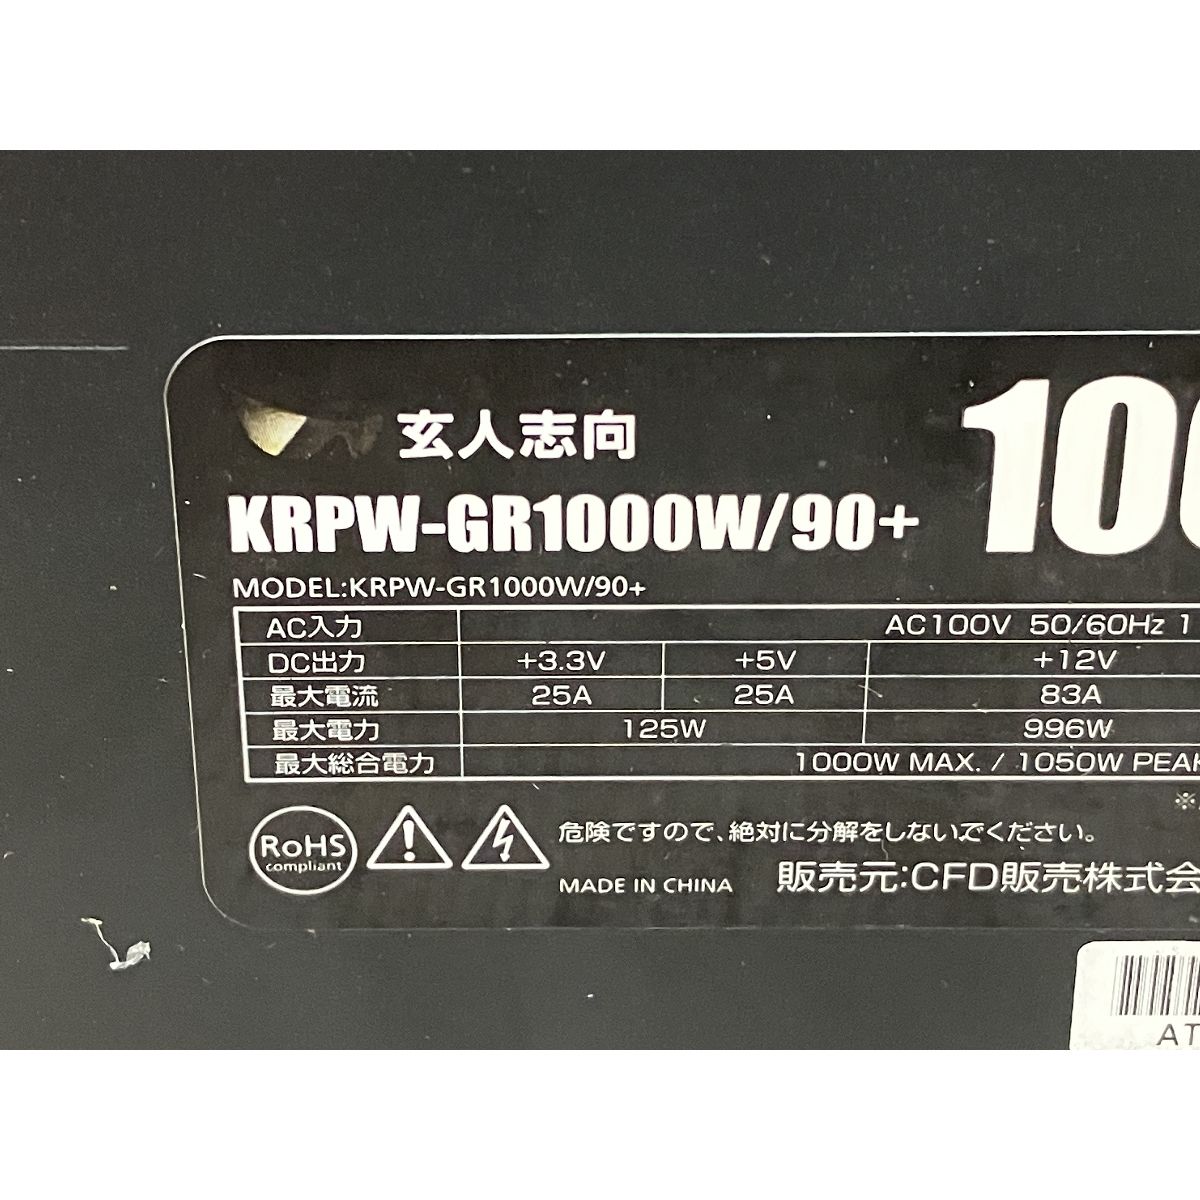 玄人志向
100
KRPW-GR1000W/90+
MODEL:KRPW-GR1000W/90+
AC入力 AC100V 50/60Hz 1
DC出力 +3.3V +5V +12V
最大電流 25A 25A 83A
最大電力 125W 996W
最大総合電力 1000W MAX. / 1050W PEAK
※
RoHS
compliant
危険ですので、絶対に分解をしないでください。
MADE IN CHINA
販売元:CFD販売株式会
AT